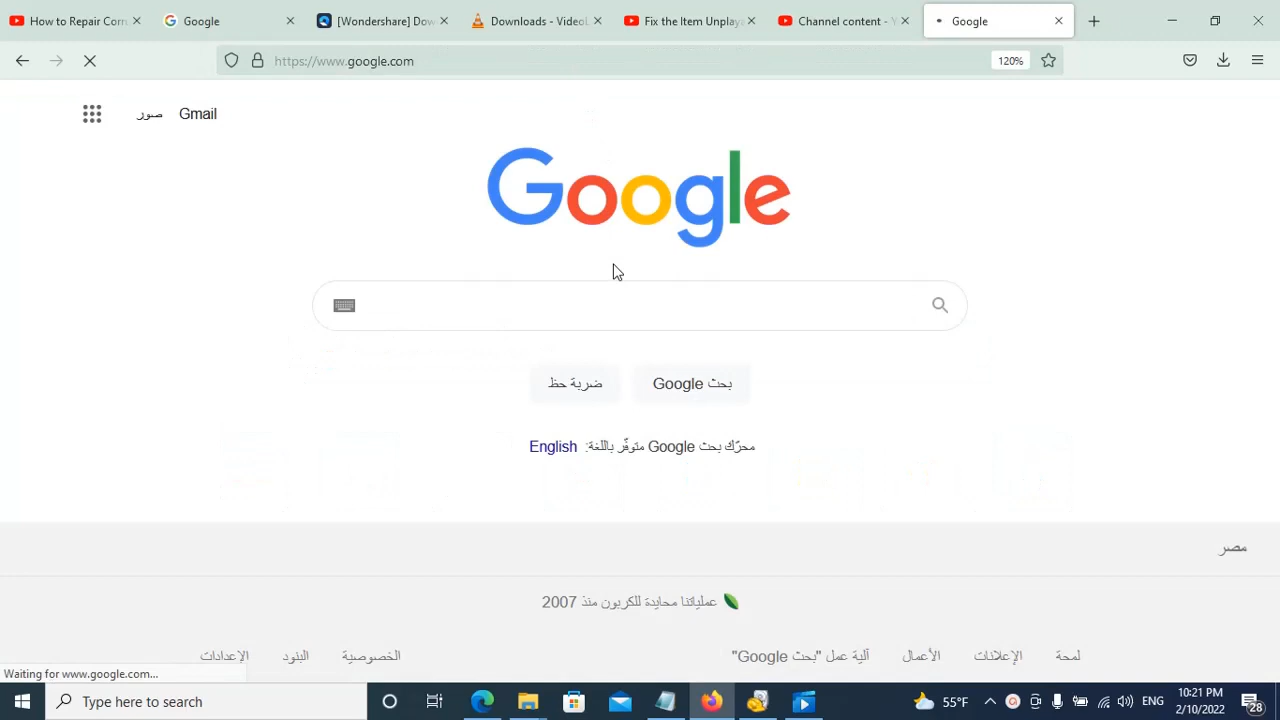 How to Repair Corru
Google
[Wondershare] Dow
Downloads - VideoL
Fix the Item Unplaya
Channel content - Y
Google
https://www.google.com
120%
Gmail
صور
Google
بحث Google
ضربة حظ
محرّك بحث Google متوفّر باللغة: English
مصر
عملياتنا محايدة للكربون منذ 2007
لمحة
الإعلانات
الأعمال
آلية عمل "بحث Google"
الخصوصية
البنود
الإعدادات
Waiting for www.google.com...
Type here to search
55°F
ENG
10:21 PM
2/10/2022
28